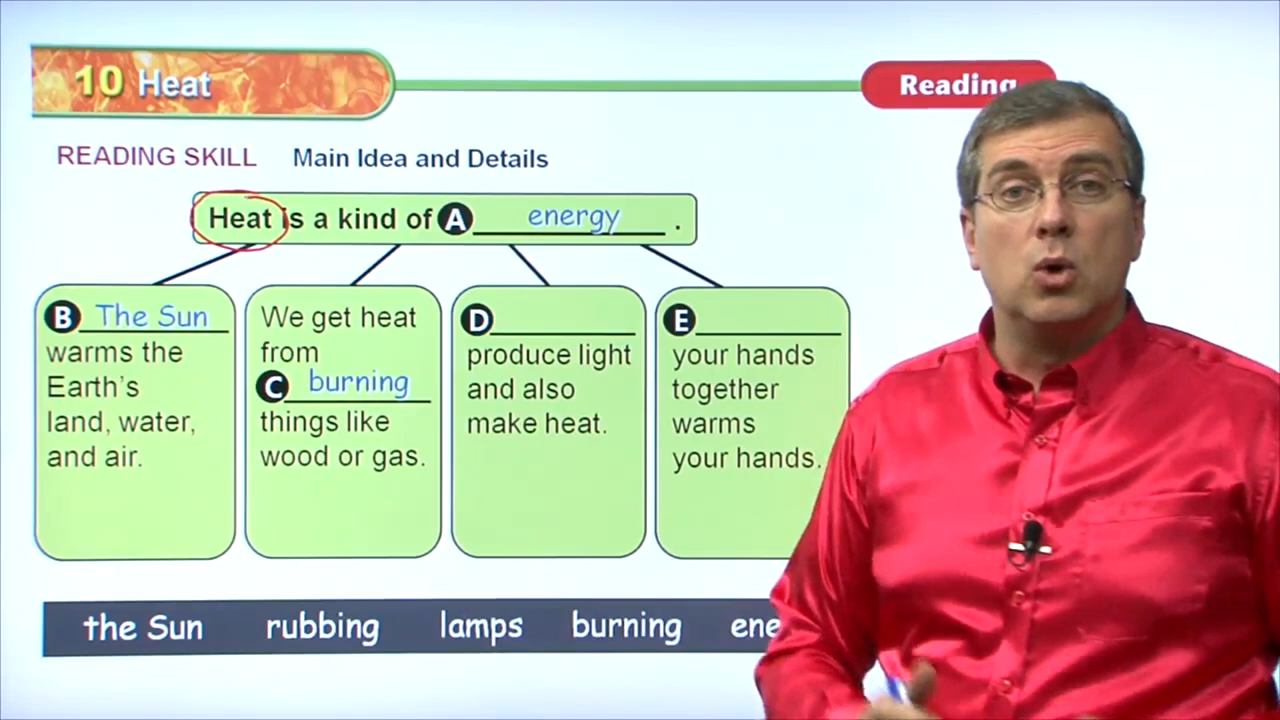 10 Heat
Reading
READING SKILL Main Idea and Details
Heat is a kind of A energy .
B The Sun
warms the
Earth's
land, water,
and air.
We get heat
from
C burning
things like
wood or gas.
D
produce light
and also
make heat.
E
your hands
together
warms
your hands.
the Sun rubbing lamps burning